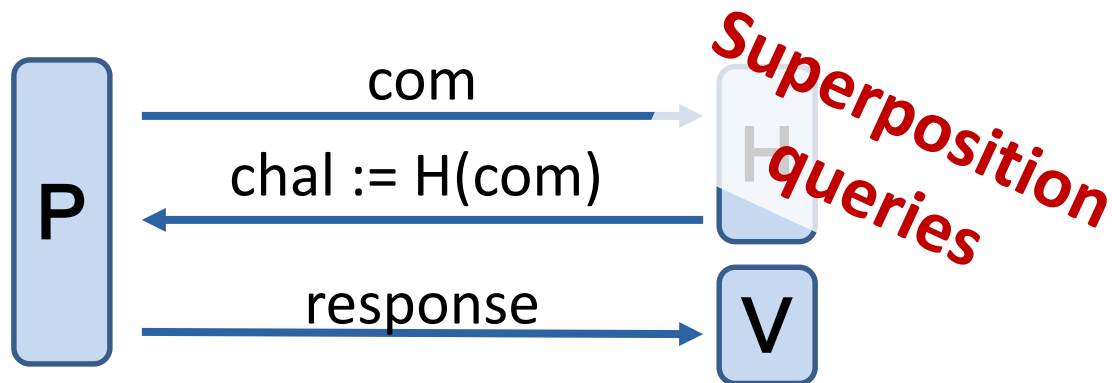 com
chal := H(com)
P
response
H
V
Superposition
queries